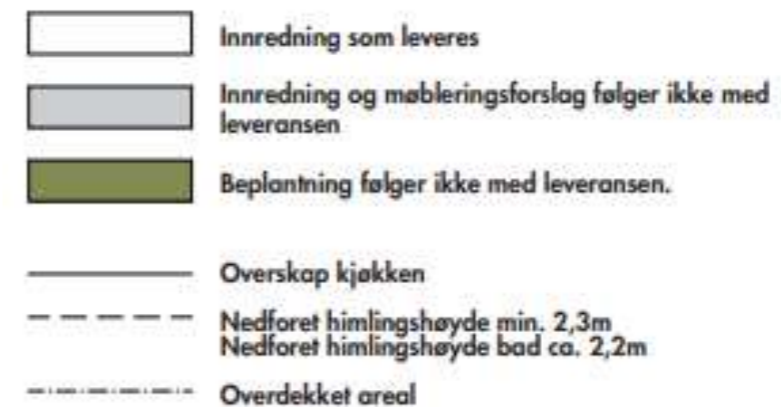 Innredning som leveres
Innredning og møbleringsforslag følger ikke med
leveransen
Beplantning følger ikke med leveransen.
Overskap kjøkken
Nedforet himlingshøyde min. 2,3m
Nedforet himlingshøyde bad ca. 2,2m
Overdekket areal